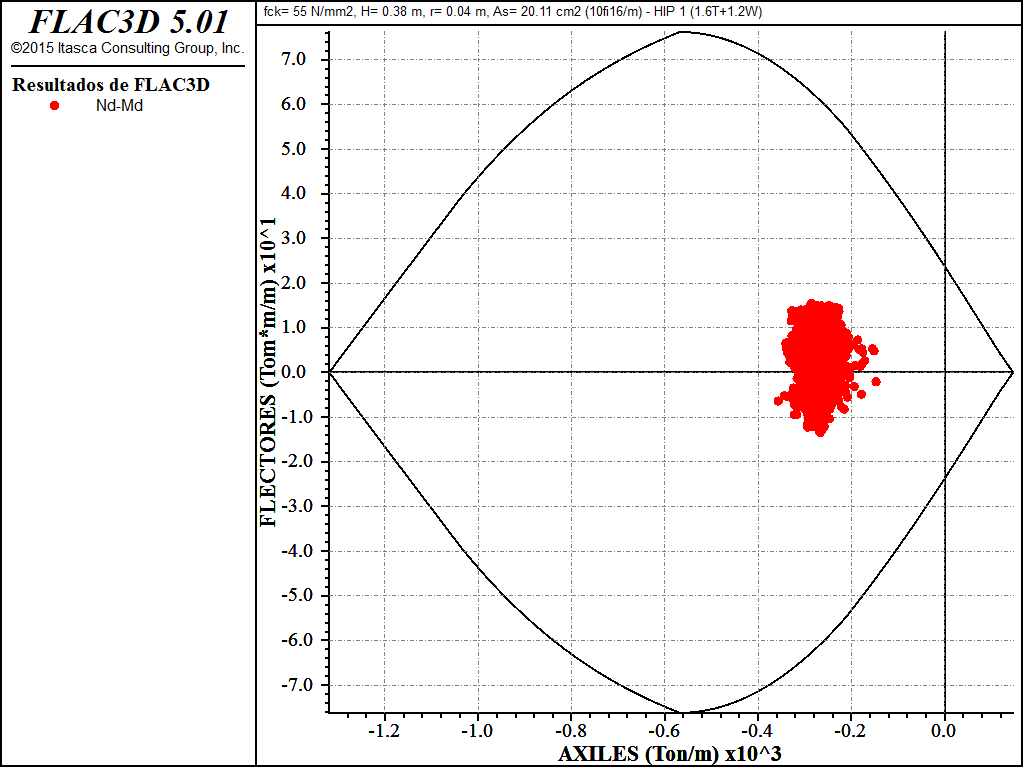 FLAC3D 5.01
©2015 Itasca Consulting Group, Inc.
Resultados de FLAC3D
Nd-Md
fck= 55 N/mm2, H= 0.38 m, r= 0.04 m, As= 20.11 cm2 (10fi16/m) - HIP 1 (1.6T+1.2W)
FLECTORES (Tom*m/m) x10^1
7.0
6.0
5.0
4.0
3.0
2.0
1.0
0.0
-1.0
-2.0
-3.0
-4.0
-5.0
-6.0
-7.0
-1.2 -1.0 -0.8 -0.6 -0.4 -0.2 0.0
AXILES (Ton/m) x10^3